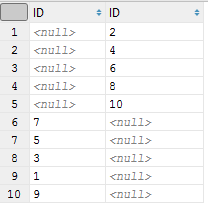 ID ID
1 <null> 2
2 <null> 4
3 <null> 6
4 <null> 8
5 <null> 10
6 7 <null>
7 5 <null>
8 3 <null>
9 1 <null>
10 9 <null>